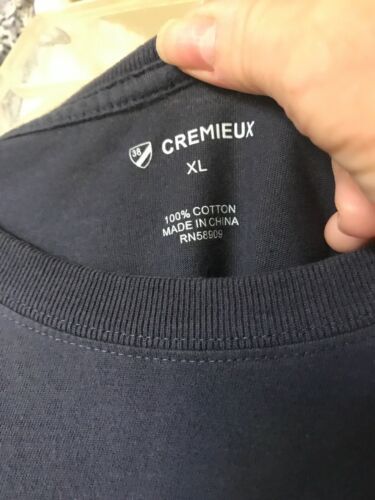 38 CREMIEUX
XL
100% COTTON
MADE IN CHINA
RN58909